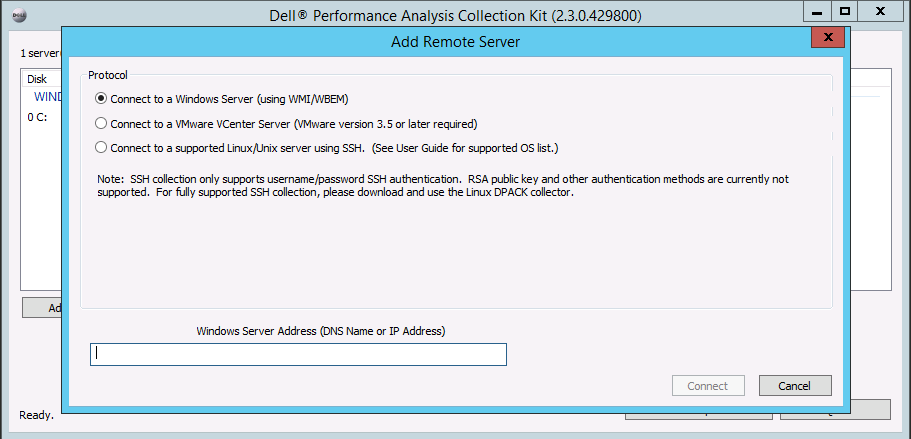 Dell® Performance Analysis Collection Kit (2.3.0.429800)
Add Remote Server
1 server
Disk
WIND
0 C:
Ad
Protocol
Connect to a Windows Server (using WMI/WBEM)
Connect to a VMware VCenter Server (VMware version 3.5 or later required)
Connect to a supported Linux/Unix server using SSH. (See User Guide for supported OS list.)
Note: SSH collection only supports username/password SSH authentication. RSA public key and other authentication methods are currently not
supported. For fully supported SSH collection, please download and use the Linux DPACK collector.
Windows Server Address (DNS Name or IP Address)
Connect
Cancel
Ready.